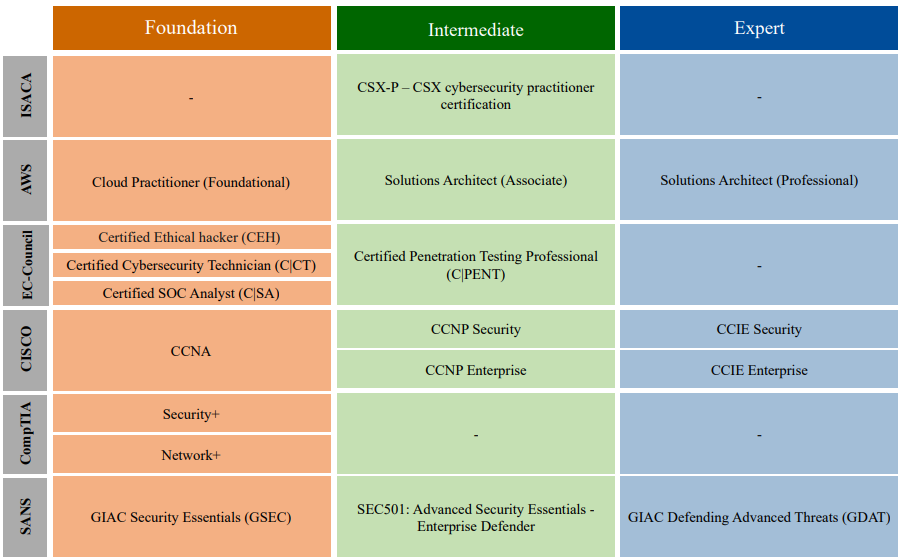 Foundation
Intermediate
Expert
ISACA
-
CSX-P – CSX cybersecurity practitioner
certification
-
AWS
Cloud Practitioner (Foundational)
Solutions Architect (Associate)
Solutions Architect (Professional)
EC-Council
Certified Ethical hacker (CEH)
Certified Cybersecurity Technician (C|CT)
Certified SOC Analyst (C|SA)
Certified Penetration Testing Professional
(C|PENT)
-
CISCO
CCNA
CCNP Security
CCIE Security
CCNP Enterprise
CCIE Enterprise
CompTIA
Security+
Network+
-
-
SANS
GIAC Security Essentials (GSEC)
SEC501: Advanced Security Essentials -
Enterprise Defender
GIAC Defending Advanced Threats (GDAT)